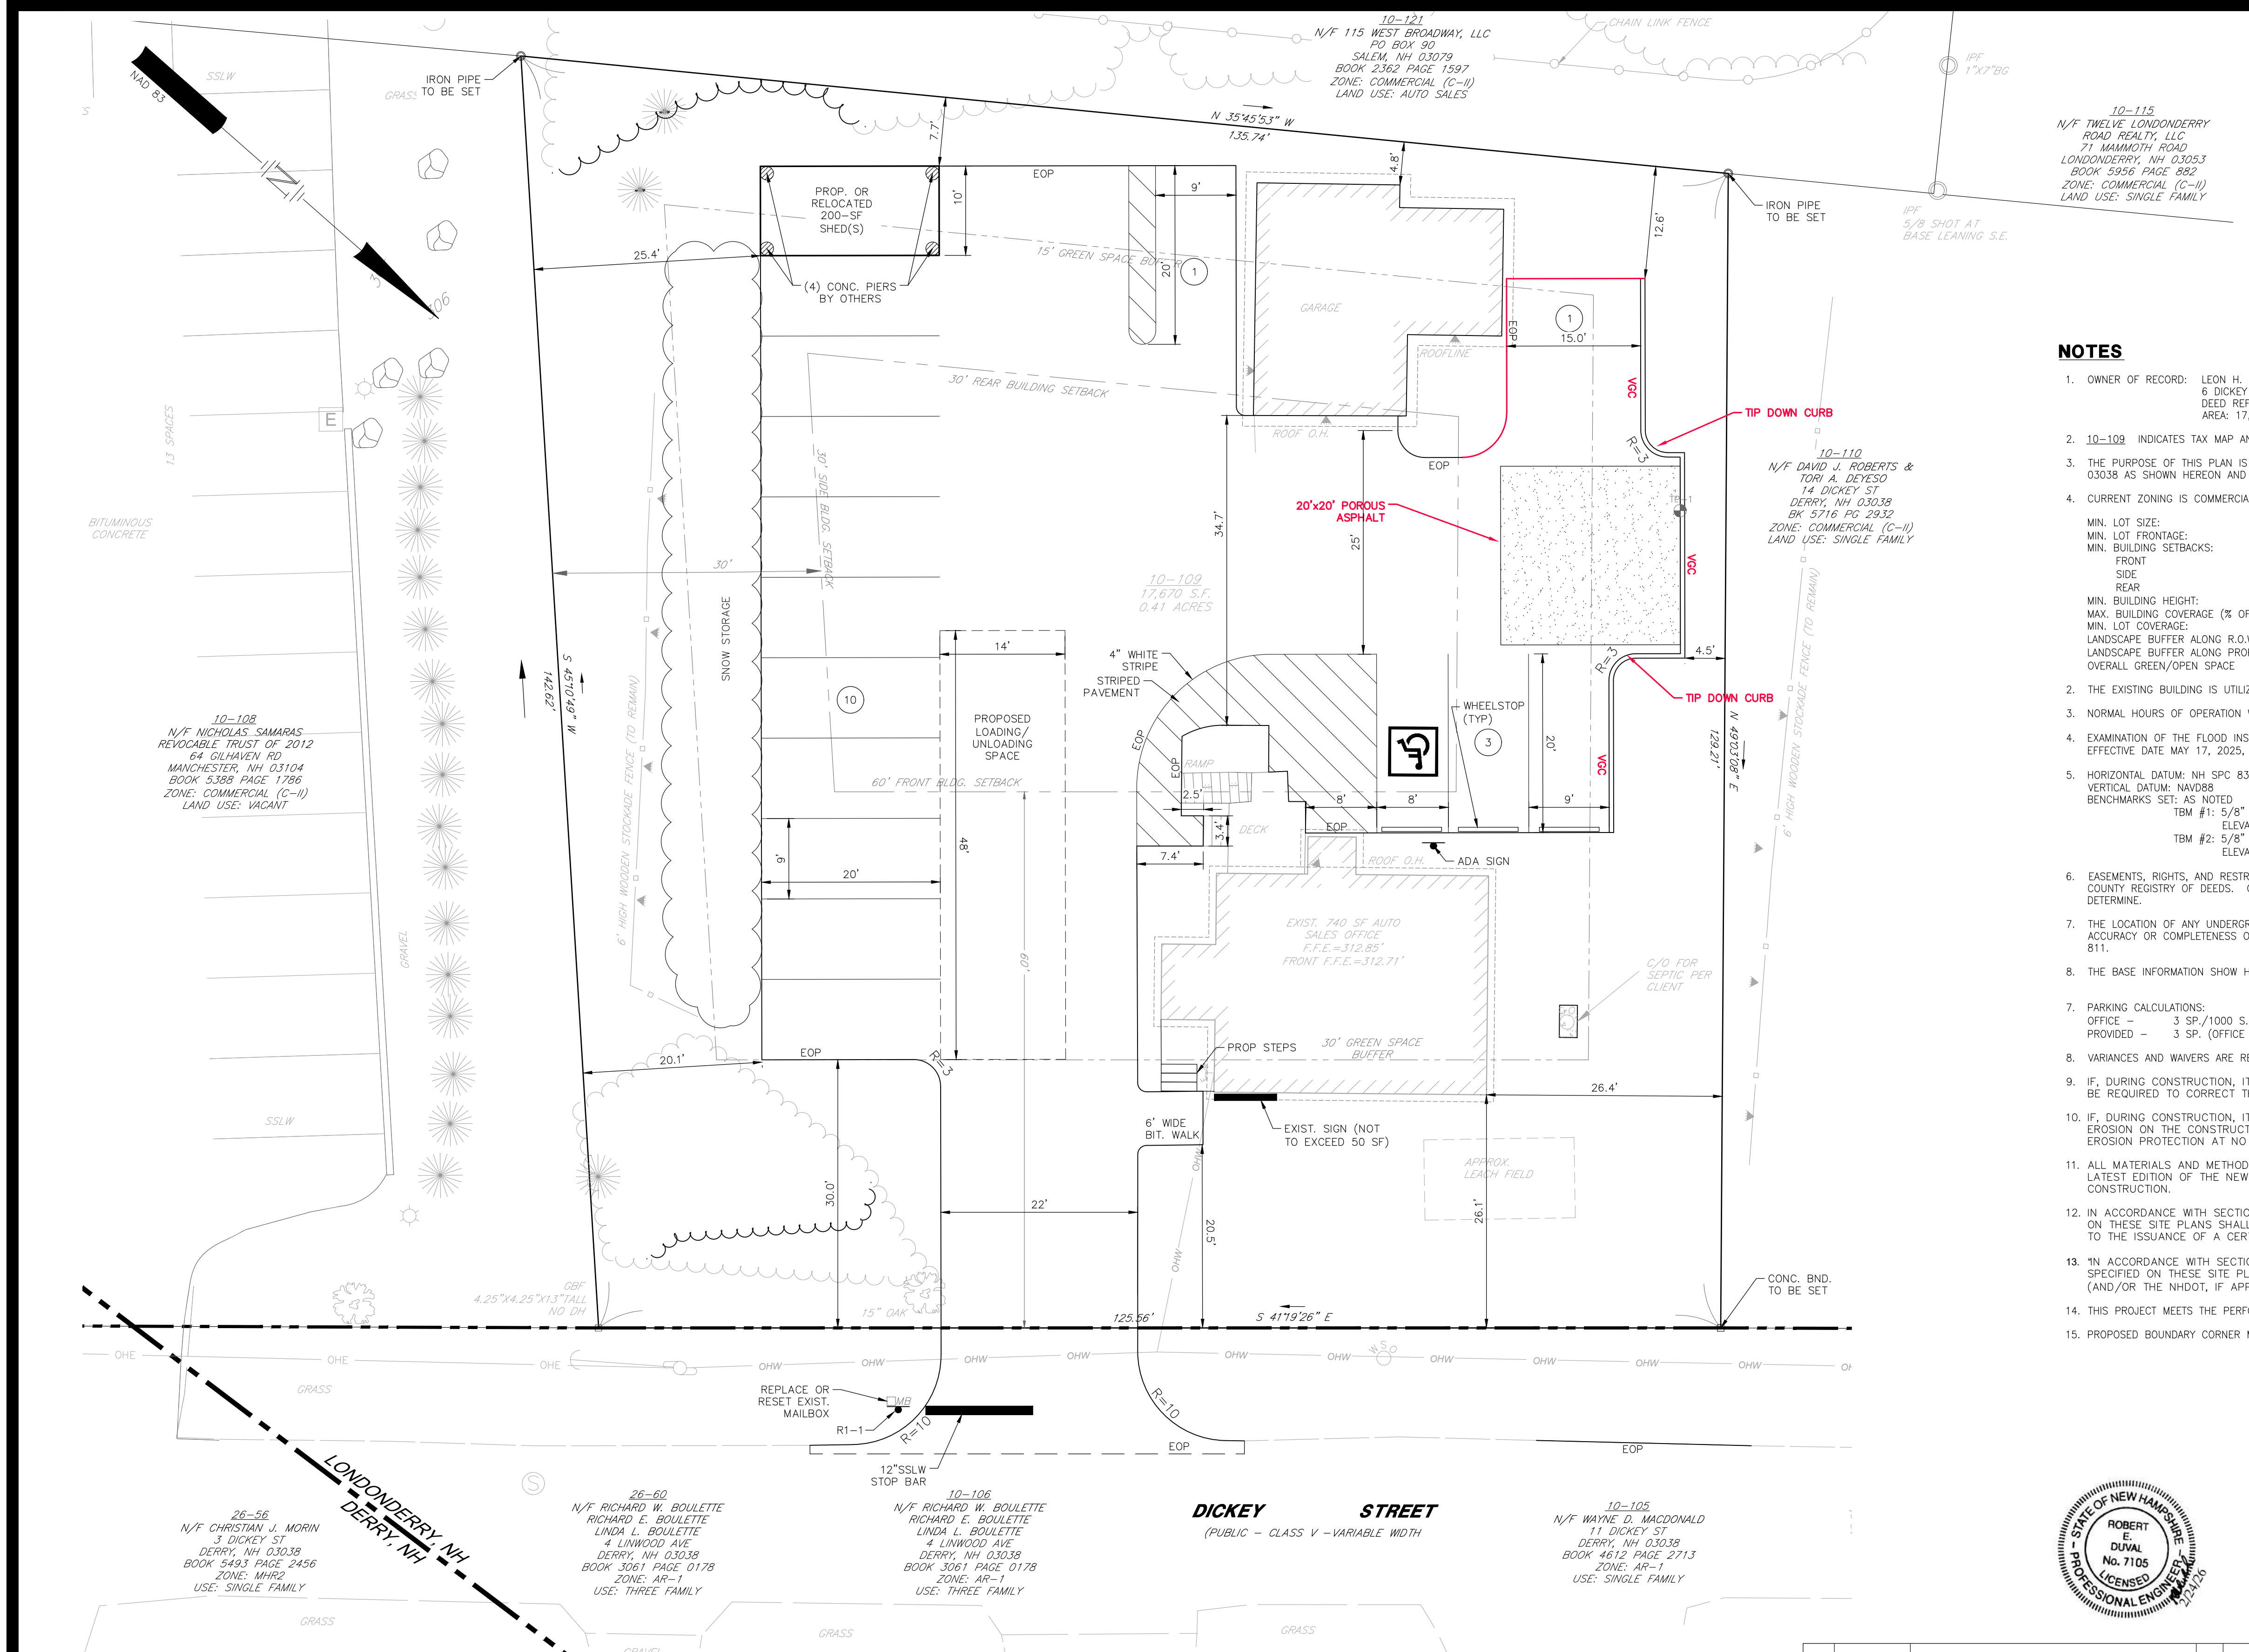 10-121
N/F 115 WEST BROADWAY, LLC
PO BOX 90
SALEM, NH 03079
BOOK 2362 PAGE 1597
ZONE: COMMERCIAL (C-II)
LAND USE: AUTO SALES
CHAIN LINK FENCE
IPF
1"X7"BG
NAD 83
N
SSLW
GRASS
IRON PIPE
TO BE SET
10-115
N/F TWELVE LONDONDERRY
ROAD REALTY, LLC
71 MAMMOTH ROAD
LONDONDERRY, NH 03053
BOOK 5956 PAGE 882
ZONE: COMMERCIAL (C-II)
LAND USE: SINGLE FAMILY
N 35°45'53" W
135.74'
7.7'
4.8'
12.6'
IRON PIPE
TO BE SET
IPF
5/8 SHOT AT
BASE LEANING S.E.
PROP. OR
RELOCATED
200-SF
SHED(S)
10'
EOP
9'
20'
1
25.4'
15' GREEN SPACE BUFFER
(4) CONC. PIERS
BY OTHERS
GARAGE
ROOFLINE
EOP
1
15.0'
306
30' REAR BUILDING SETBACK
ROOF O.H.
EOP
VGC
TIP DOWN CURB
R=3
E
13 SPACES
BITUMINOUS
CONCRETE
30' SIDE BLDG. SETBACK
30'
SNOW STORAGE
34.7'
25'
20'x20' POROUS
ASPHALT
TP-1
VGC
10-110
N/F DAVID J. ROBERTS &
TORI A. DEYESO
14 DICKEY ST
DERRY, NH 03038
BK 5716 PG 2932
ZONE: COMMERCIAL (C-II)
LAND USE: SINGLE FAMILY
10-109
17,670 S.F.
0.41 ACRES
14'
4" WHITE
STRIPE
STRIPED
PAVEMENT
R=3
4.5'
TIP DOWN CURB
S 45°10'49" W
142.62'
6' HIGH WOODEN STOCKADE FENCE (TO REMAIN)
10
PROPOSED
LOADING/
UNLOADING
SPACE
WHEELSTOP
(TYP)
3
20'
VGC
N 49°03'08" E
129.21'
6' HIGH WOODEN STOCKADE FENCE (TO REMAIN)
10-108
N/F NICHOLAS SAMARAS
REVOCABLE TRUST OF 2012
64 GILHAVEN RD
MANCHESTER, NH 03104
BOOK 5388 PAGE 1786
ZONE: COMMERCIAL (C-II)
LAND USE: VACANT
EOP
EOP
RAMP
60' FRONT BLDG. SETBACK
2.5'
8'
8'
9'
EOP
DECK
3.4'
7.4'
ROOF O.H.
ADA SIGN
9'
20'
48'
60'
EXIST. 740 SF AUTO
SALES OFFICE
F.F.E.=312.85'
FRONT F.F.E.=312.71'
C/O FOR
SEPTIC PER
CLIENT
GRAVEL
20.1'
EOP
R=3
PROP STEPS
30' GREEN SPACE
BUFFER
26.4'
SSLW
6' WIDE
BIT. WALK
EXIST. SIGN (NOT
TO EXCEED 50 SF)
APPROX.
LEACH FIELD
30.0'
22'
20.5'
26.1'
OHW
OHW
GBF
4.25"X4.25"X13"TALL
NO DH
15" OAK
125.56'
S 41°19'26" E
CONC. BND.
TO BE SET
OHE
OHE
OHE
OHW
OHW
OHW
OHW
OHW
OHW
OHW
OHW
OHW
OHW
WSO
GRASS
REPLACE OR
RESET EXIST.
MAILBOX
MB
R1-1
R=10
R=10
EOP
EOP
12"SSLW
STOP BAR
S
LONDONDERRY, NH
DERRY, NH
26-56
N/F CHRISTIAN J. MORIN
3 DICKEY ST
DERRY, NH 03038
BOOK 5493 PAGE 2456
ZONE: MHR2
USE: SINGLE FAMILY
26-60
N/F RICHARD W. BOULETTE
RICHARD E. BOULETTE
LINDA L. BOULETTE
4 LINWOOD AVE
DERRY, NH 03038
BOOK 3061 PAGE 0178
ZONE: AR-1
USE: THREE FAMILY
10-106
N/F RICHARD W. BOULETTE
RICHARD E. BOULETTE
LINDA L. BOULETTE
4 LINWOOD AVE
DERRY, NH 03038
BOOK 3061 PAGE 0178
ZONE: AR-1
USE: THREE FAMILY
DICKEY STREET
(PUBLIC - CLASS V -VARIABLE WIDTH
10-105
N/F WAYNE D. MACDONALD
11 DICKEY ST
DERRY, NH 03038
BOOK 4612 PAGE 2713
ZONE: AR-1
USE: SINGLE FAMILY
GRASS
GRAVEL
GRASS
GRASS
NOTES
1. OWNER OF RECORD: LEON H.
6 DICKEY
DEED REF
AREA: 17,
2. 10-109 INDICATES TAX MAP AN
3. THE PURPOSE OF THIS PLAN IS
03038 AS SHOWN HEREON AND
4. CURRENT ZONING IS COMMERCIA
MIN. LOT SIZE:
MIN. LOT FRONTAGE:
MIN. BUILDING SETBACKS:
FRONT
SIDE
REAR
MIN. BUILDING HEIGHT:
MAX. BUILDING COVERAGE (% OF
MIN. LOT COVERAGE:
LANDSCAPE BUFFER ALONG R.O.W
LANDSCAPE BUFFER ALONG PROP
OVERALL GREEN/OPEN SPACE
2. THE EXISTING BUILDING IS UTILIZ
3. NORMAL HOURS OF OPERATION W
4. EXAMINATION OF THE FLOOD INS
EFFECTIVE DATE MAY 17, 2025,
5. HORIZONTAL DATUM: NH SPC 83
VERTICAL DATUM: NAVD88
BENCHMARKS SET: AS NOTED
TBM #1: 5/8"
ELEVA
TBM #2: 5/8"
ELEVA
6. EASEMENTS, RIGHTS, AND RESTR
COUNTY REGISTRY OF DEEDS. O
DETERMINE.
7. THE LOCATION OF ANY UNDERGR
ACCURACY OR COMPLETENESS O
811.
8. THE BASE INFORMATION SHOW H
7. PARKING CALCULATIONS:
OFFICE - 3 SP./1000 S.
PROVIDED - 3 SP. (OFFICE
8. VARIANCES AND WAIVERS ARE RE
9. IF, DURING CONSTRUCTION, IT
BE REQUIRED TO CORRECT TH
10. IF, DURING CONSTRUCTION, IT
EROSION ON THE CONSTRUCT
EROSION PROTECTION AT NO
11. ALL MATERIALS AND METHOD
LATEST EDITION OF THE NEW
CONSTRUCTION.
12. IN ACCORDANCE WITH SECTIO
ON THESE SITE PLANS SHALL
TO THE ISSUANCE OF A CER
13. "IN ACCORDANCE WITH SECTIO
SPECIFIED ON THESE SITE PL
(AND/OR THE NHDOT, IF APP
14. THIS PROJECT MEETS THE PERFO
15. PROPOSED BOUNDARY CORNER M
STATE OF NEW HAMPSHIRE
ROBERT
E.
DUVAL
No. 7105
LICENSED
PROFESSIONAL ENGINEER
2/24/26